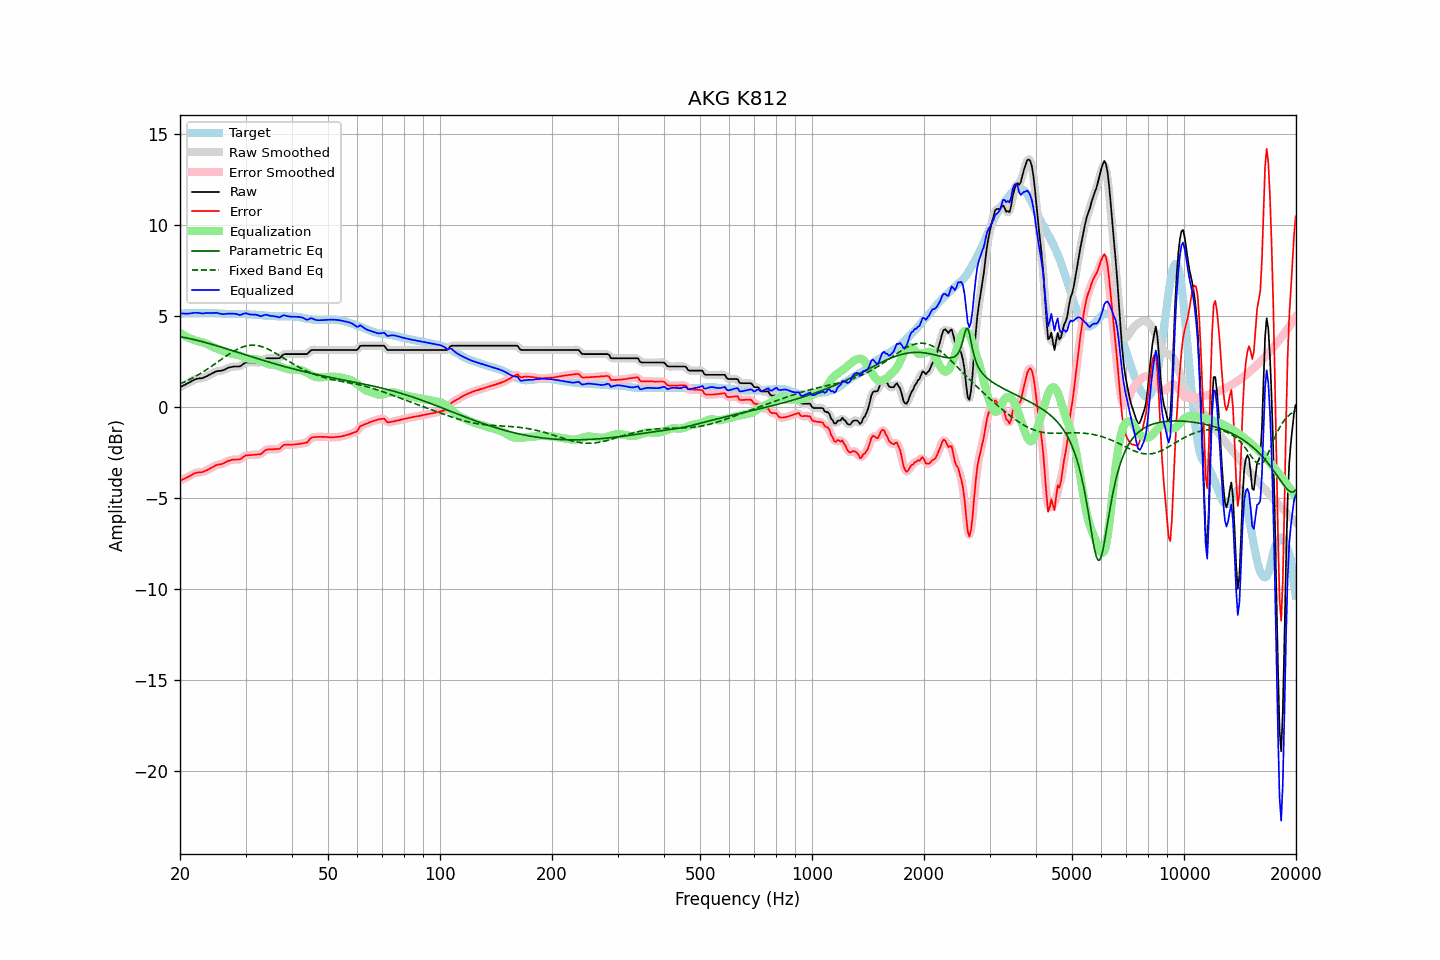 AKG K812
Target
Raw Smoothed
Error Smoothed
Raw
Error
Equalization
Parametric Eq
Fixed Band Eq
Equalized
15
10
5
0
−5
−10
−15
−20
Amplitude (dBr)
20 50 100 200 500 1000 2000 5000 10000 20000
Frequency (Hz)